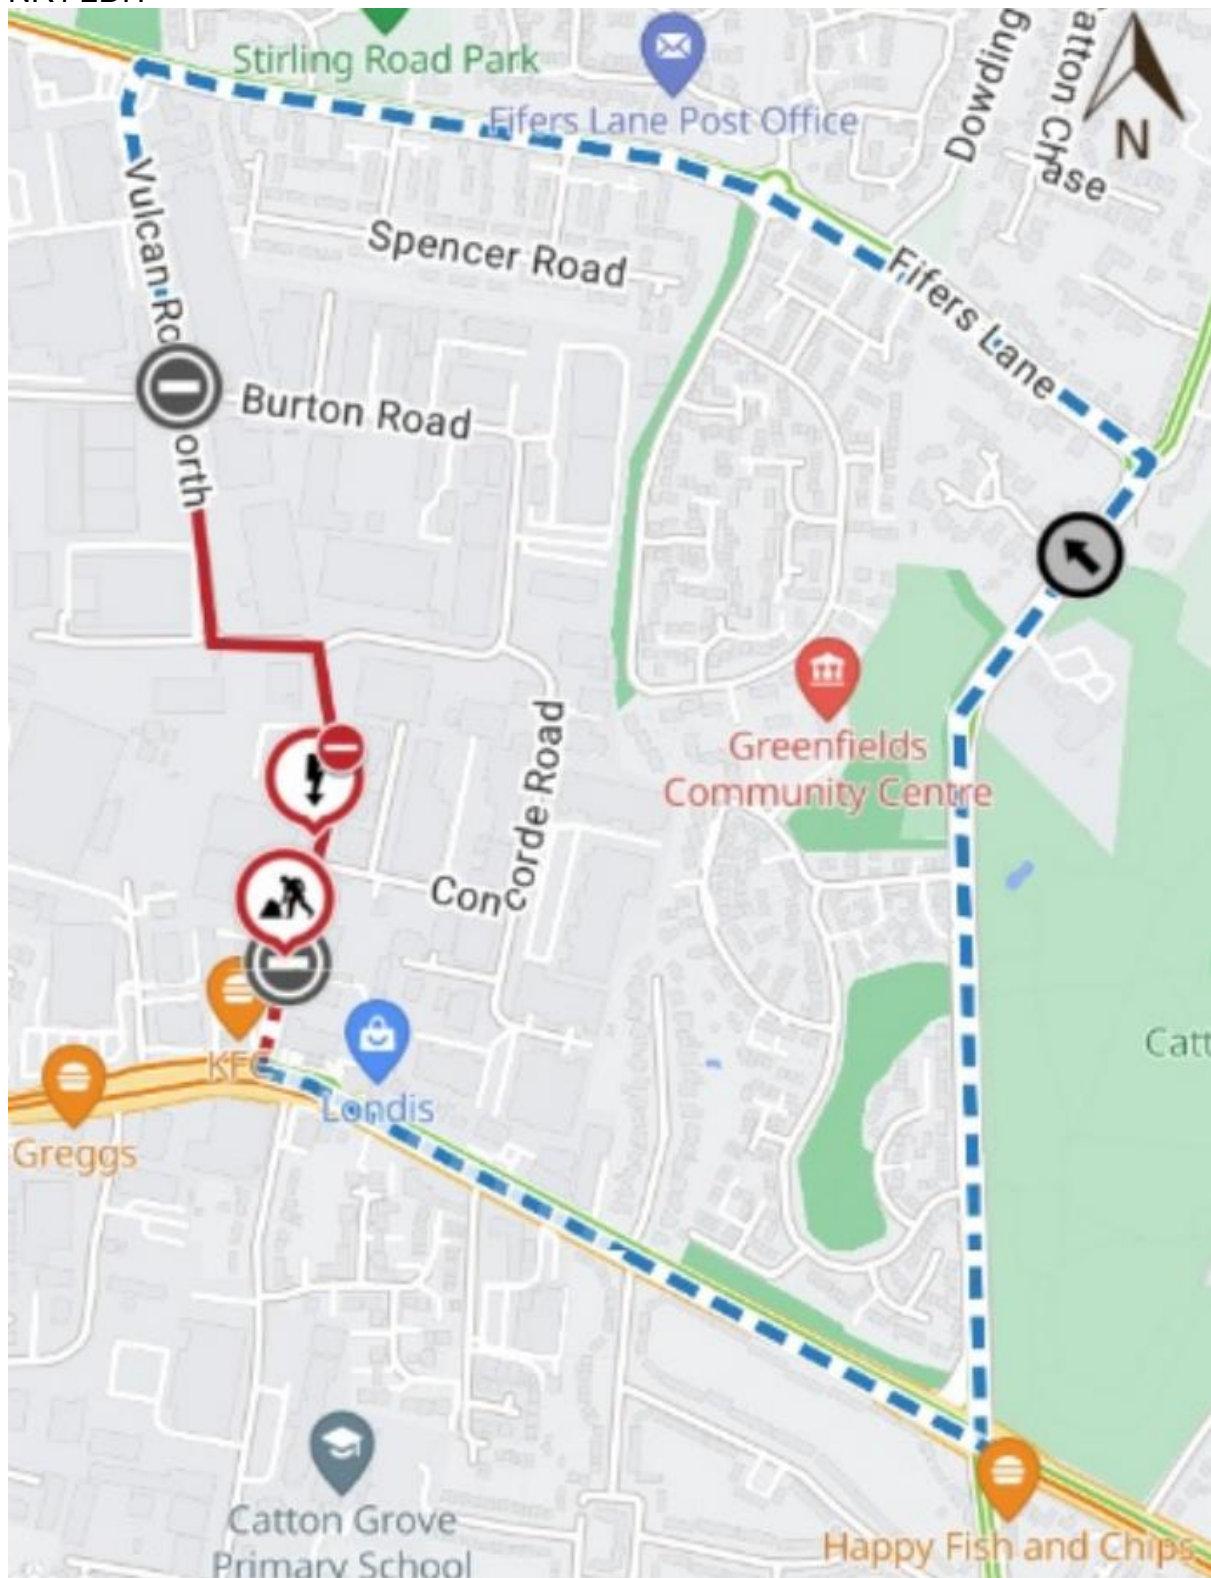 Stirling Road Park
Fifers Lane Post Office
Dowding
atton Chase
N
Vulcan Ro
orth
Spencer Road
Fifers Lane
Burton Road
Greenfields
Community Centre
Concorde Road
Catt
KFC
Londis
Greggs
Catton Grove
Primary School
Happy Fish and Chips